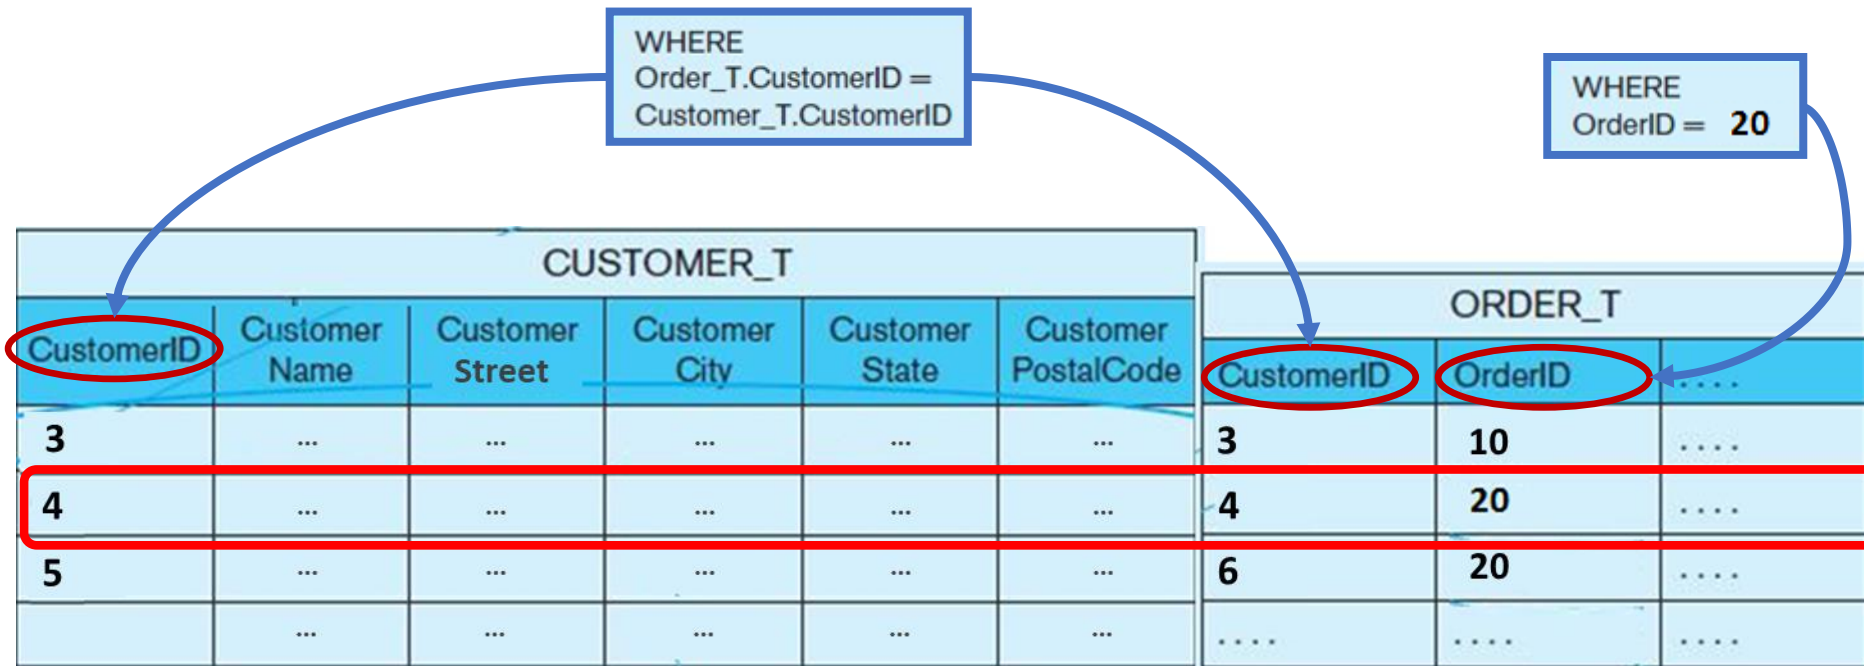 WHERE
Order_T.CustomerID =
Customer_T.CustomerID
WHERE
OrderID = 20
CUSTOMER_T
CustomerID
Customer
Name
Customer
Street
Customer
City
Customer
State
Customer
PostalCode
3 ... ... ... ... ...
4 ... ... ... ... ...
5 ... ... ... ... ...
... ... ... ... ...
ORDER_T
CustomerID OrderID ....
3 10 ....
4 20 ....
6 20 ....
.... .... ....